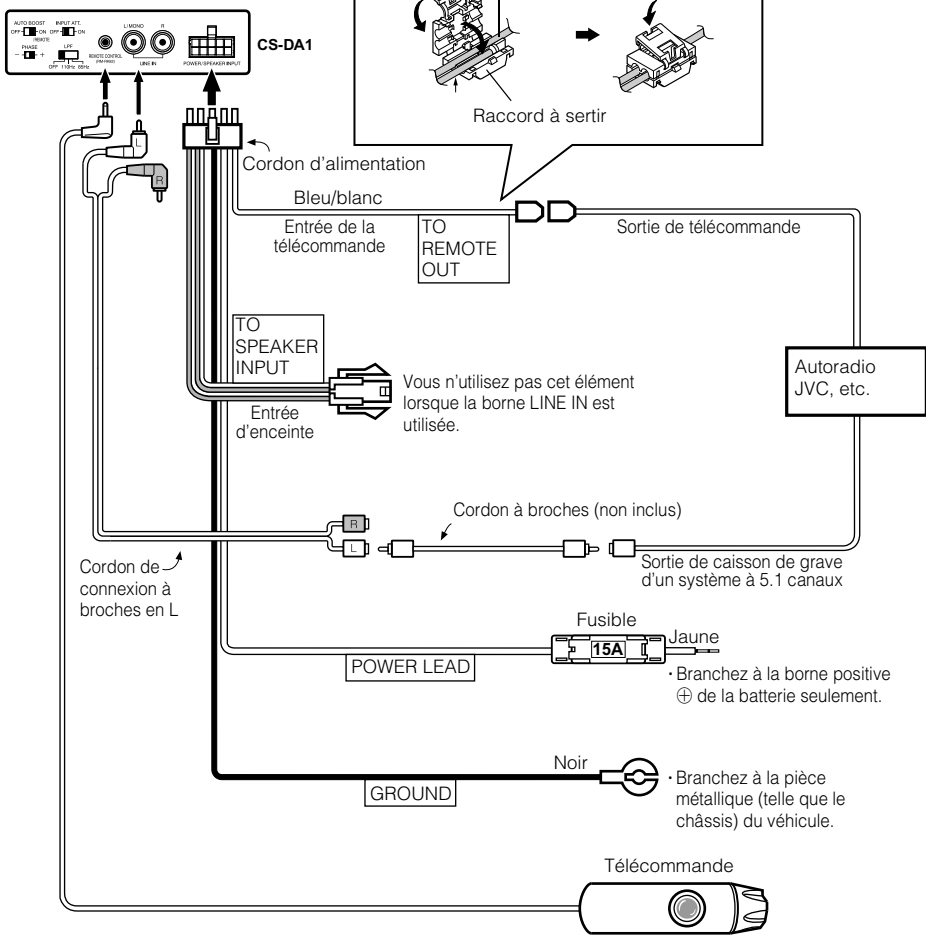 AUTO BOOST INPUT ATT.
OFF ON OFF ON
REMOTE
PHASE LPF
− +
OFF 110Hz 85Hz
REMOTE CONTROL
L/MONO R
LINE IN
POWER/SPEAKER INPUT
CS-DA1
Raccord à sertir
L
R
Cordon d'alimentation
Bleu/blanc
Entrée de la
télécommande
TO
REMOTE
OUT
Sortie de télécommande
TO
SPEAKER
INPUT
Entrée
d'enceinte
Vous n'utilisez pas cet élément
lorsque la borne LINE IN est
utilisée.
Autoradio
JVC, etc.
R
L
Cordon à broches (non inclus)
Cordon de
connexion à
broches en L
Sortie de caisson de grave
d'un système à 5.1 canaux
Fusible
15A
Jaune
POWER LEAD
· Branchez à la borne positive
⊕ de la batterie seulement.
Noir
GROUND
· Branchez à la pièce
métallique (telle que le
châssis) du véhicule.
Télécommande